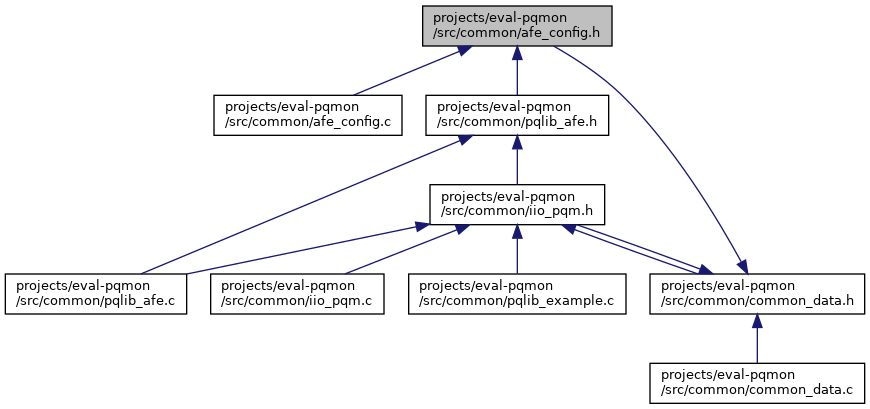 projects/eval-pqmon
/src/common/afe_config.h
projects/eval-pqmon
/src/common/afe_config.c
projects/eval-pqmon
/src/common/pqlib_afe.h
projects/eval-pqmon
/src/common/iio_pqm.h
projects/eval-pqmon
/src/common/pqlib_afe.c
projects/eval-pqmon
/src/common/iio_pqm.c
projects/eval-pqmon
/src/common/pqlib_example.c
projects/eval-pqmon
/src/common/common_data.h
projects/eval-pqmon
/src/common/common_data.c